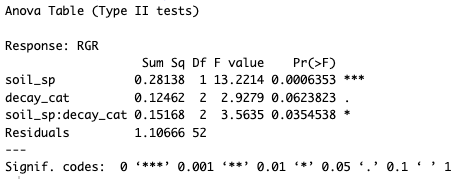 Anova Table (Type II tests)
Response: RGR
Sum Sq Df F value Pr(>F)
soil_sp 0.28138 1 13.2214 0.0006353 ***
decay_cat 0.12462 2 2.9279 0.0623823 .
soil_sp:decay_cat 0.15168 2 3.5635 0.0354538 *
Residuals 1.10666 52
---
Signif. codes: 0 ‘***’ 0.001 ‘**’ 0.01 ‘*’ 0.05 ‘.’ 0.1 ‘ ’ 1